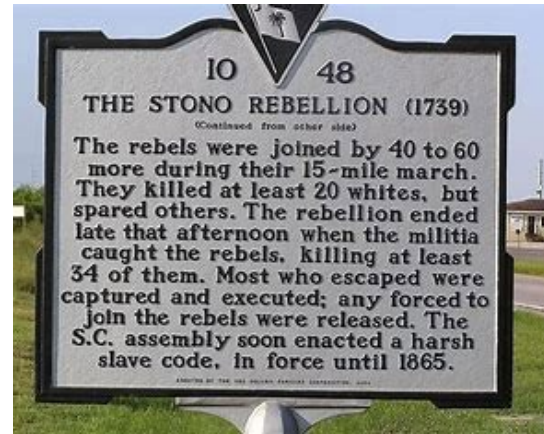 10 48
THE STONO REBELLION (1739)
(Continued from other side)
The rebels were joined by 40 to 60
more during their 15-mile march.
They killed at least 20 whites, but
spared others. The rebellion ended
late that afternoon when the militia
caught the rebels, killing at least
34 of them. Most who escaped were
captured and executed; any forced to
join the rebels were released. The
S.C. assembly soon enacted a harsh
slave code, in force until 1865.